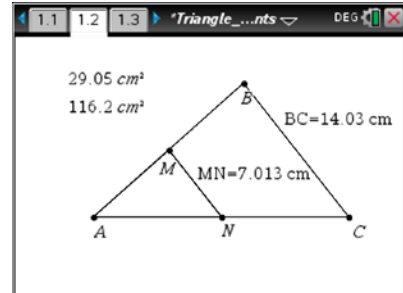 1.1 1.2 1.3 *Triangle_...nts DEG
29.05 cm²
116.2 cm²
B
BC=14.03 cm
M
MN=7.013 cm
A N C